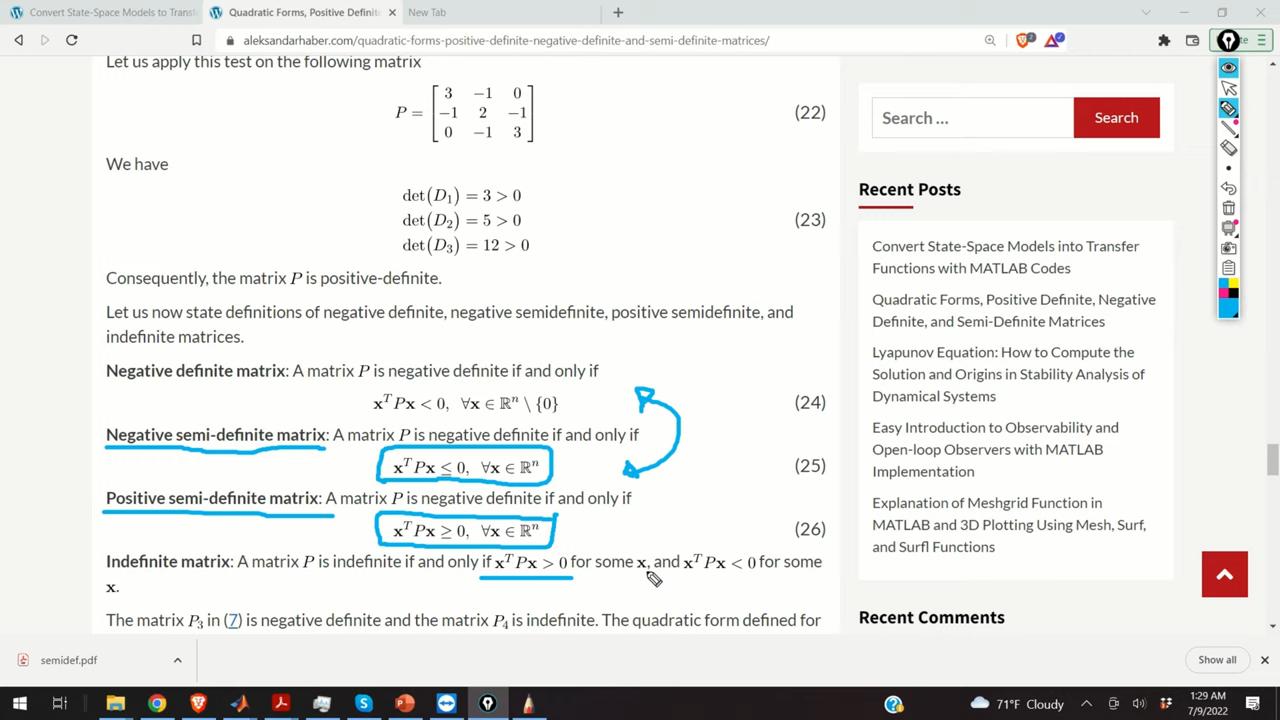 Convert State-Space Models to Transf
Quadratic Forms, Positive Definite
New Tab
aleksandarhaber.com/quadratic-forms-positive-definite-negative-definite-and-semi-definite-matrices/
Let us apply this test on the following matrix
P = [3 −1 0
−1 2 −1
0 −1 3] (22)
We have
det(D₁) = 3 > 0
det(D₂) = 5 > 0 (23)
det(D₃) = 12 > 0
Consequently, the matrix P is positive-definite.
Let us now state definitions of negative definite, negative semidefinite, positive semidefinite, and
indefinite matrices.
Negative definite matrix: A matrix P is negative definite if and only if
xᵀPx < 0, ∀x ∈ ℝⁿ \ {0} (24)
Negative semi-definite matrix: A matrix P is negative definite if and only if
xᵀPx ≤ 0, ∀x ∈ ℝⁿ (25)
Positive semi-definite matrix: A matrix P is negative definite if and only if
xᵀPx ≥ 0, ∀x ∈ ℝⁿ (26)
Indefinite matrix: A matrix P is indefinite if and only if xᵀPx > 0 for some x, and xᵀPx < 0 for some
x.
The matrix P₃ in (7) is negative definite and the matrix P₄ is indefinite. The quadratic form defined for
Search ...
Search
Recent Posts
Convert State-Space Models into Transfer
Functions with MATLAB Codes
Quadratic Forms, Positive Definite, Negative
Definite, and Semi-Definite Matrices
Lyapunov Equation: How to Compute the
Solution and Origins in Stability Analysis of
Dynamical Systems
Easy Introduction to Observability and
Open-loop Observers with MATLAB
Implementation
Explanation of Meshgrid Function in
MATLAB and 3D Plotting Using Mesh, Surf,
and Surfl Functions
Recent Comments
semidef.pdf
Show all
71°F Cloudy
1:29 AM
7/9/2022